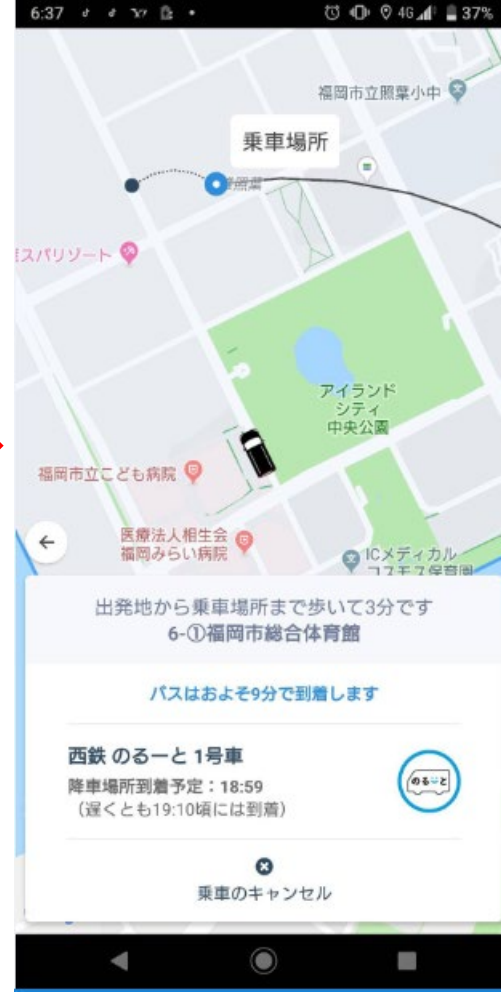 6:37
4G
37%
福岡市立照葉小中
乗車場所
スパリゾート
アイランド
シティ
中央公園
福岡市立こども病院
医療法人相生会
福岡みらい病院
ICメディカル
コスモス保育園
出発地から乗車場所まで歩いて3分です
6-①福岡市総合体育館
バスはおよそ9分で到着します
西鉄 のるーと 1号車
降車場所到着予定：18:59
（遅くとも19:10頃には到着）
のるーと
乗車のキャンセル